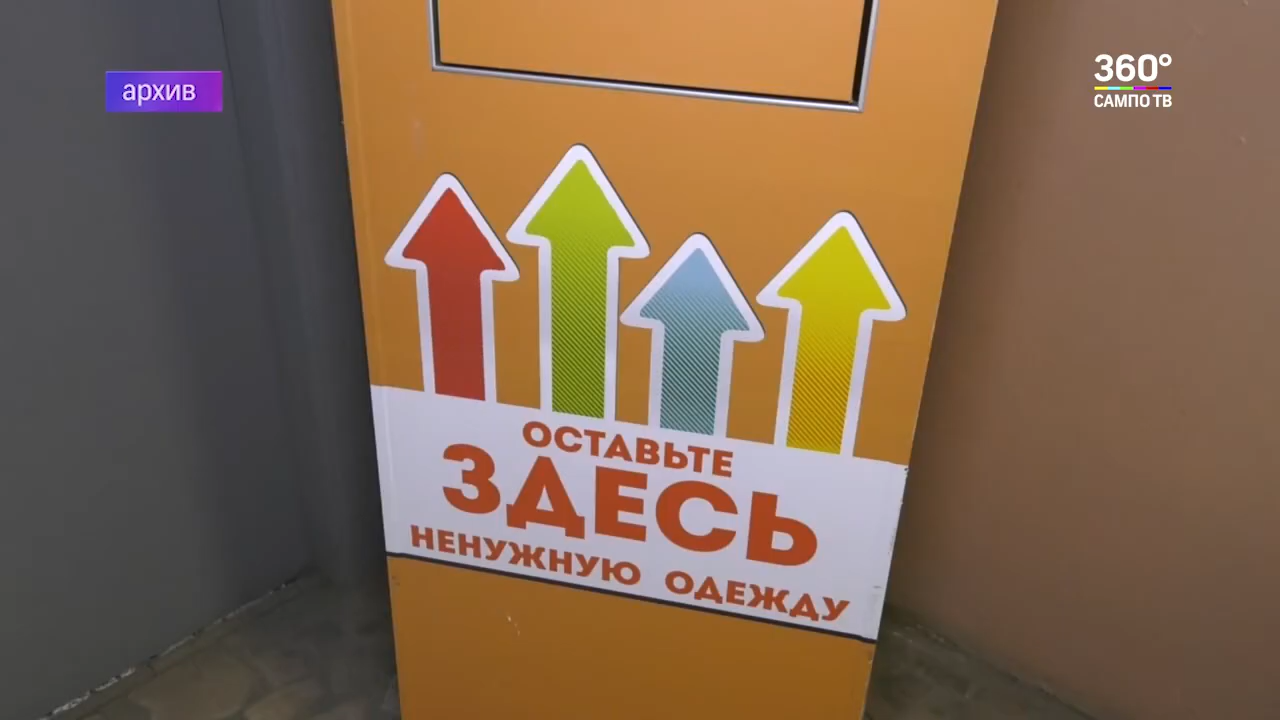 архив
360°
САМПО ТВ
ОСТАВЬТЕ
ЗДЕСЬ
НЕНУЖНУЮ ОДЕЖДУ